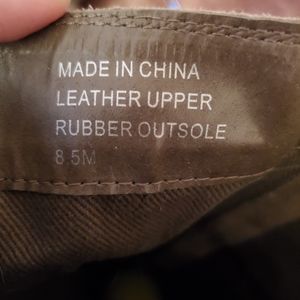 MADE IN CHINA
LEATHER UPPER
RUBBER OUTSOLE
8.5M